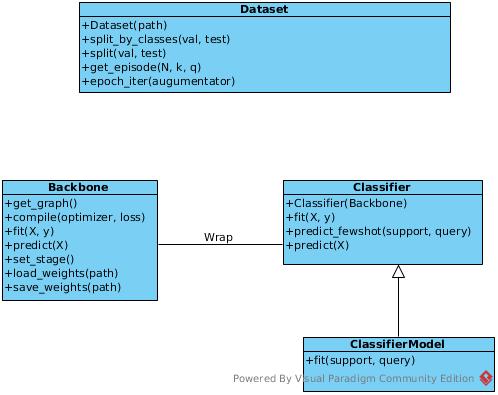 Dataset
+Dataset(path)
+split_by_classes(val, test)
+split(val, test)
+get_episode(N, k, q)
+epoch_iter(augumentator)
Backbone
+get_graph()
+compile(optimizer, loss)
+fit(X, y)
+predict(X)
+set_stage()
+load_weights(path)
+save_weights(path)
Wrap
Classifier
+Classifier(Backbone)
+fit(X, y)
+predict_fewshot(support, query)
+predict(X)
ClassifierModel
+fit(support, query)
Powered By Visual Paradigm Community Edition